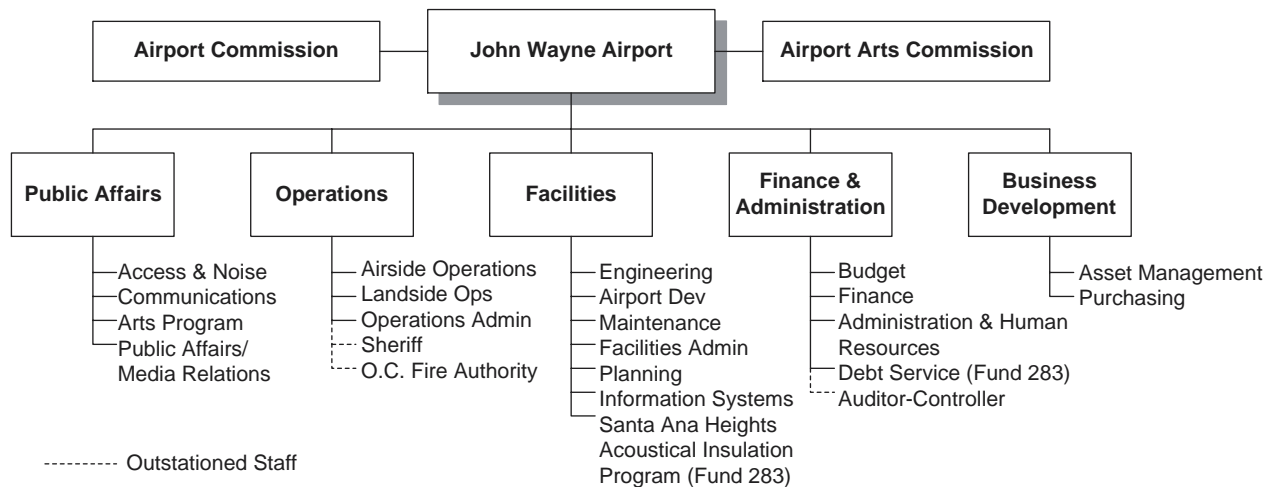 Airport Commission
John Wayne Airport
Airport Arts Commission
Public Affairs
Operations
Facilities
Finance &
Administration
Business
Development
Access & Noise
Communications
Arts Program
Public Affairs/
Media Relations
Airside Operations
Landside Ops
Operations Admin
Sheriff
O.C. Fire Authority
Engineering
Airport Dev
Maintenance
Facilities Admin
Planning
Information Systems
Santa Ana Heights
Acoustical Insulation
Program (Fund 283)
Budget
Finance
Administration & Human
Resources
Debt Service (Fund 283)
Auditor-Controller
Asset Management
Purchasing
Outstationed Staff